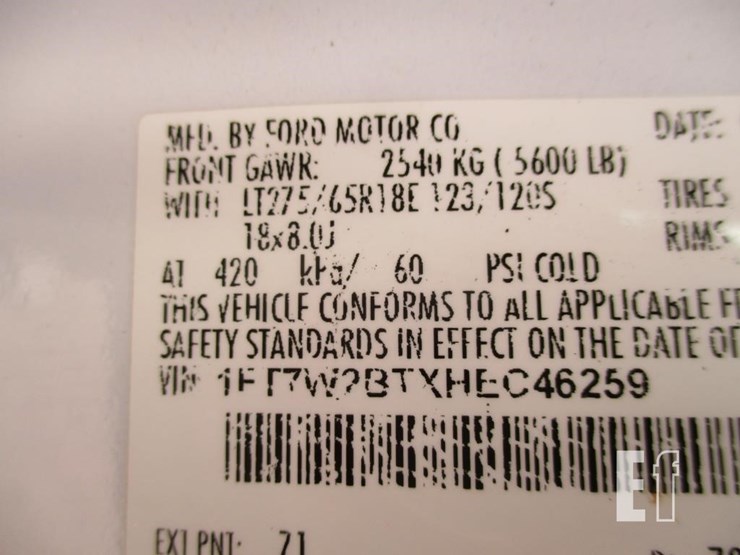 MFD. BY FORD MOTOR CO. DATE:
FRONT GAWR: 2540 KG ( 5600 LB)
WITH LT275/65R18E 123/120S TIRES
18x8.0J RIMS
AT 420 kPa/ 60 PSI COLD
THIS VEHICLE CONFORMS TO ALL APPLICABLE
SAFETY STANDARDS IN EFFECT ON THE DATE OF
VIN: 1FT7W2BTXHEC46259
Ef
EXT PNT: Z1